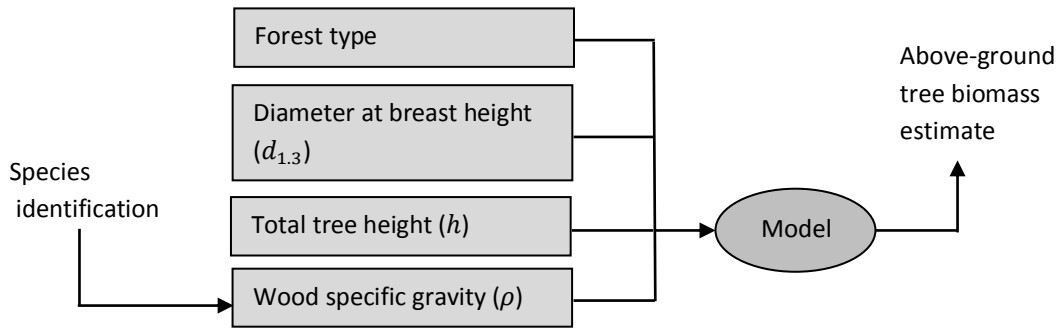 Forest type
Diameter at breast height
(𝑑₁.₃)
Species
identification
Total tree height (ℎ)
Wood specific gravity (𝜌)
Model
Above-ground
tree biomass
estimate